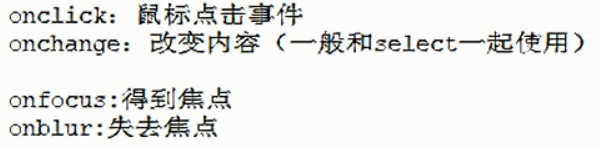 onclick: 鼠标点击事件
onchange: 改变内容（一般和select一起使用）
onfocus:得到焦点
onblur:失去焦点